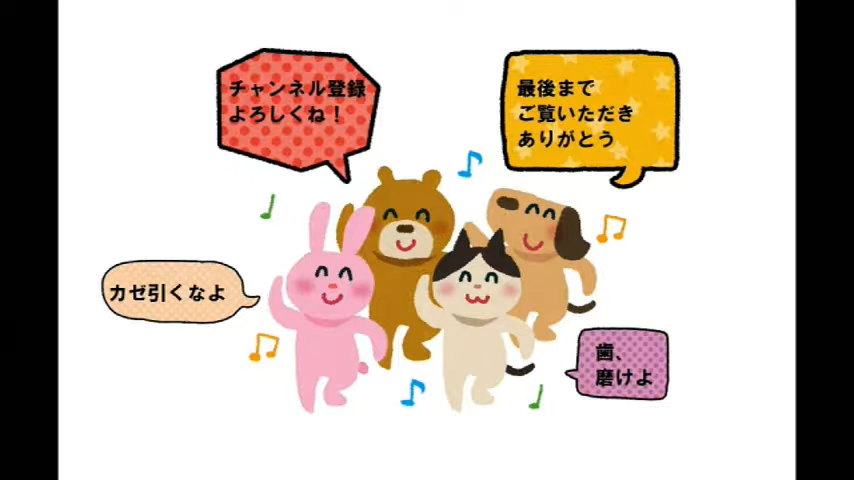 チャンネル登録
よろしくね！
最後まで
ご覧いただき
ありがとう
カゼ引くなよ
歯、
磨けよ